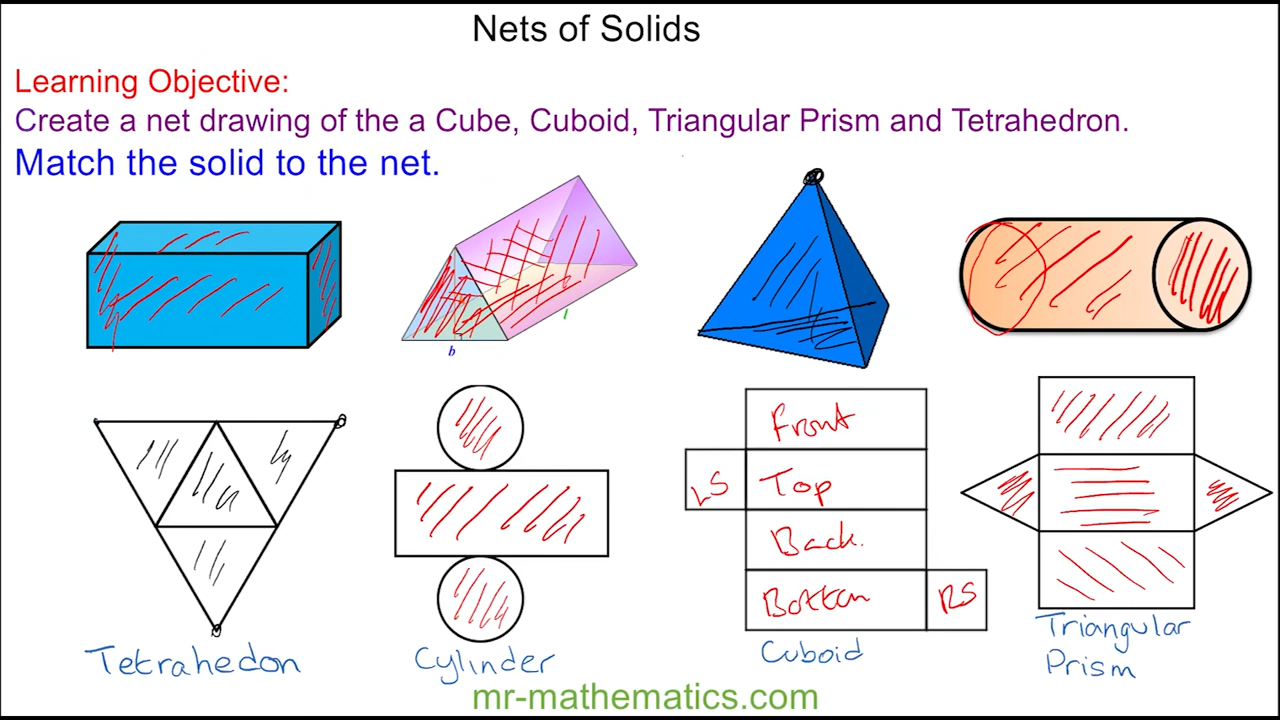 Nets of Solids
Learning Objective:
Create a net drawing of the a Cube, Cuboid, Triangular Prism and Tetrahedron.
Match the solid to the net.
l
b
Front
LS Top
Back.
Bottom RS
Tetrahedon
Cylinder
Cuboid
Triangular
Prism
mr-mathematics.com